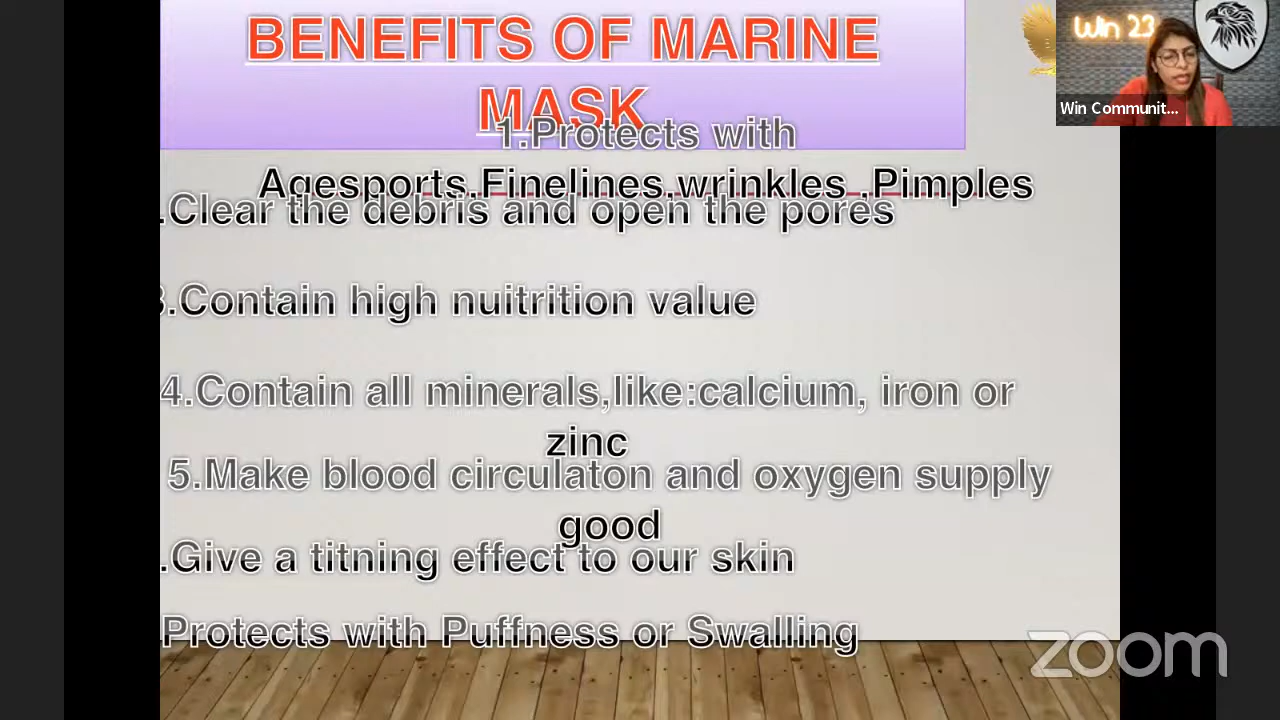 BENEFITS OF MARINE
MASK
1.Protects with
Agesports,Finelines,wrinkles ,Pimples
.Clear the debris and open the pores
3.Contain high nuitrition value
4.Contain all minerals,like:calcium, iron or
zinc
5.Make blood circulaton and oxygen supply
good
.Give a titning effect to our skin
Protects with Puffness or Swalling
Win 23
Win Communit...
zoom